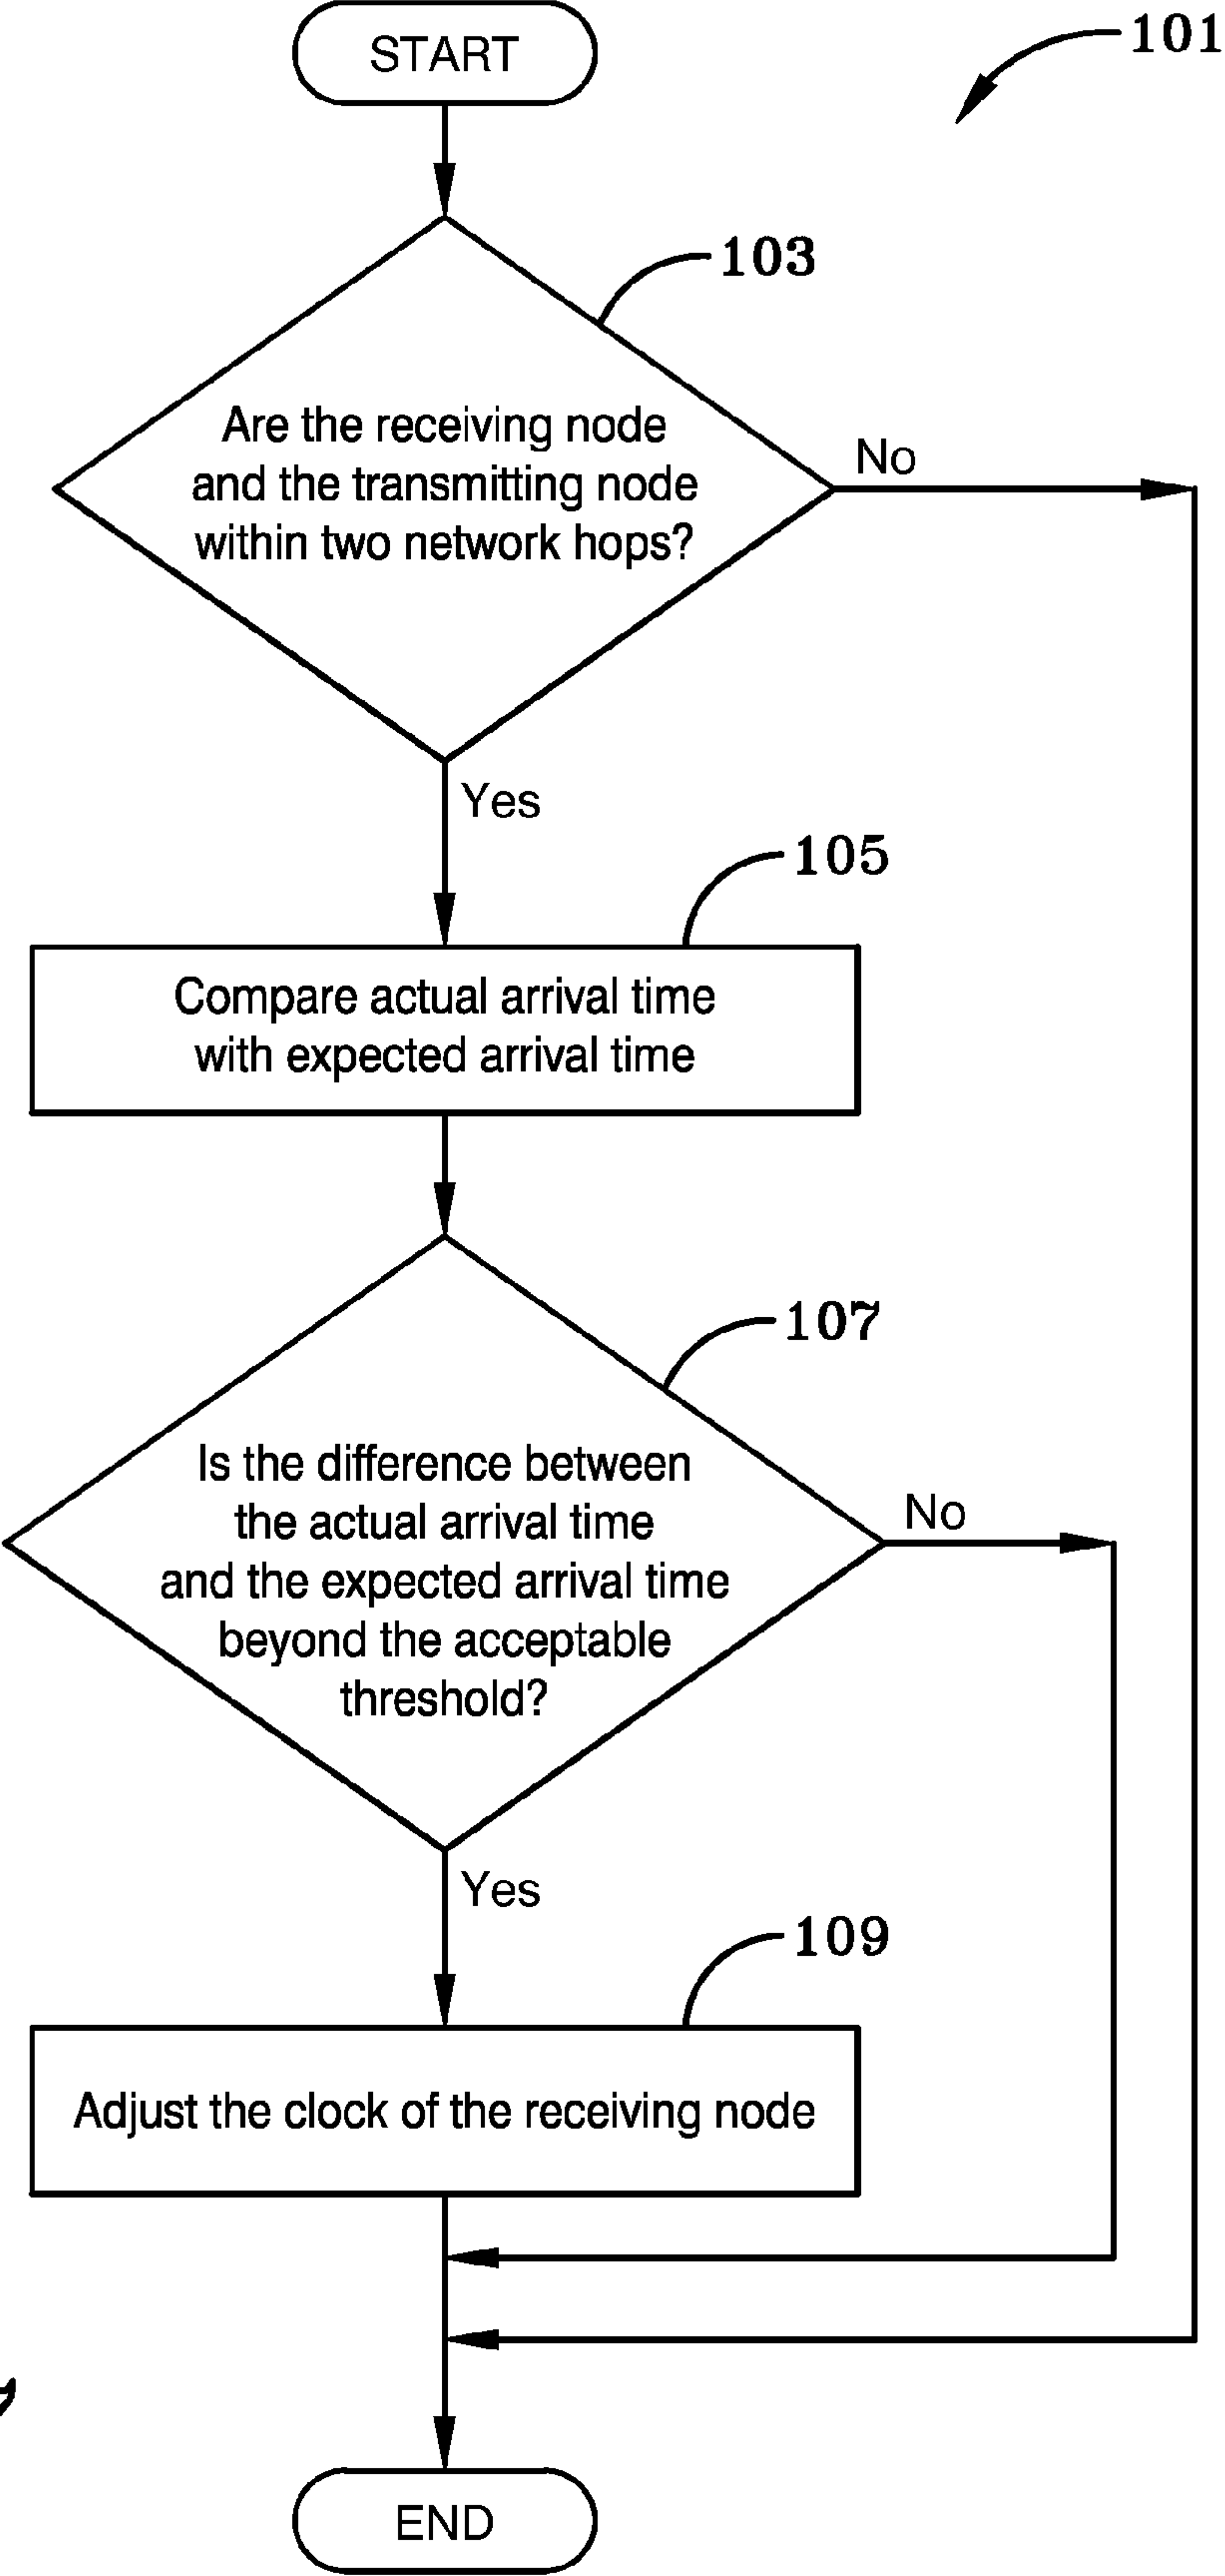 START
101
103
Are the receiving node
and the transmitting node
within two network hops?
No
Yes
105
Compare actual arrival time
with expected arrival time
107
Is the difference between
the actual arrival time
and the expected arrival time
beyond the acceptable
threshold?
No
Yes
109
Adjust the clock of the receiving node
END